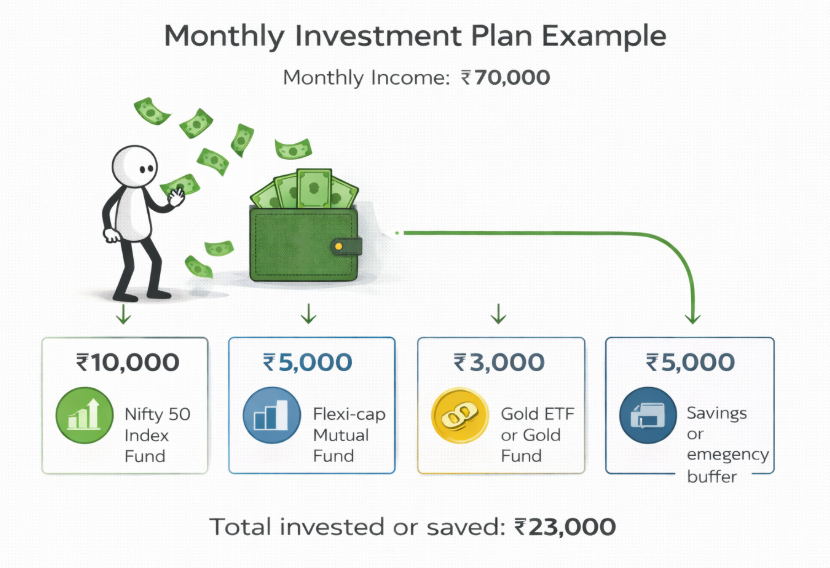 Monthly Investment Plan Example
Monthly Income: ₹70,000
₹10,000
Nifty 50
Index
Fund
₹5,000
Flexi-cap
Mutual
Fund
₹3,000
Gold ETF
or Gold
Fund
₹5,000
Savings
or
emegency
buffer
Total invested or saved: ₹23,000